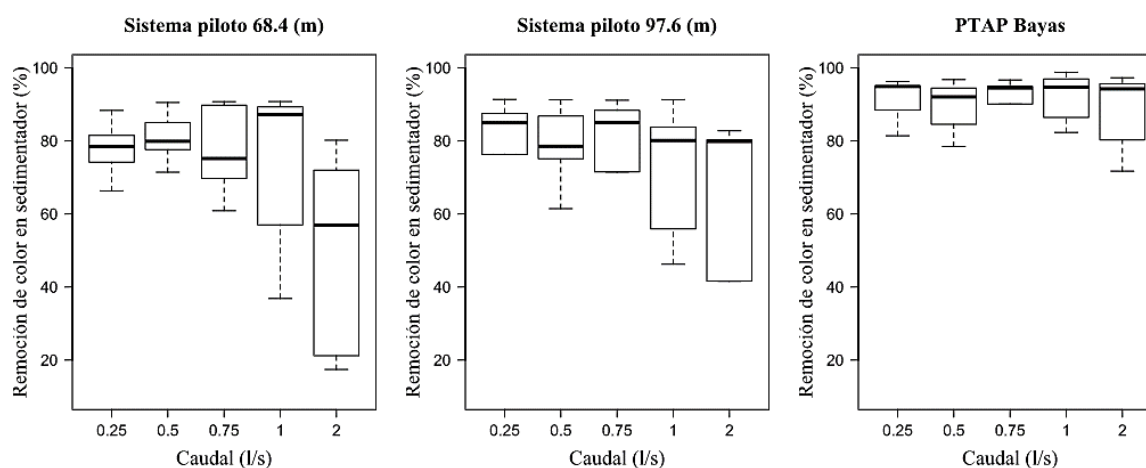 Sistema piloto 68.4 (m)
Remoción de color en sedimentador (%)
100
80
60
40
20
0.25 0.5 0.75 1 2
Caudal (l/s)
Sistema piloto 97.6 (m)
Remoción de color en sedimentador (%)
100
80
60
40
20
0.25 0.5 0.75 1 2
Caudal (l/s)
PTAP Bayas
Remoción de color en sedimentador (%)
100
80
60
40
20
0.25 0.5 0.75 1 2
Caudal (l/s)